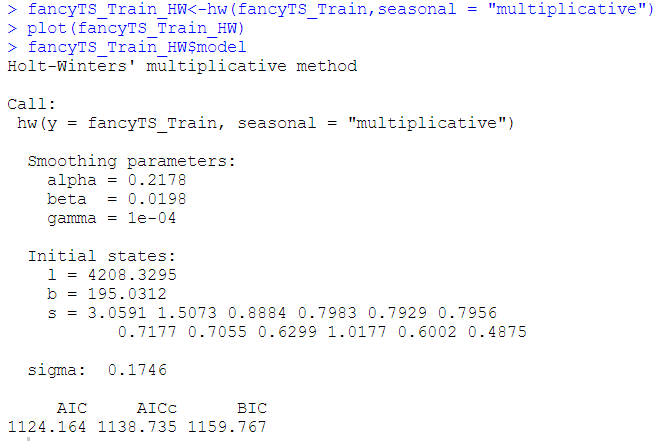 > fancyTS_Train_HW<-hw(fancyTS_Train,seasonal = "multiplicative")
> plot(fancyTS_Train_HW)
> fancyTS_Train_HW$model
Holt-Winters' multiplicative method
Call:
hw(y = fancyTS_Train, seasonal = "multiplicative")
Smoothing parameters:
alpha = 0.2178
beta  = 0.0198
gamma = 1e-04
Initial states:
l = 4208.3295
b = 195.0312
s = 3.0591 1.5073 0.8884 0.7983 0.7929 0.7956
0.7177 0.7055 0.6299 1.0177 0.6002 0.4875
sigma:  0.1746
AIC     AICc      BIC
1124.164 1138.735 1159.767